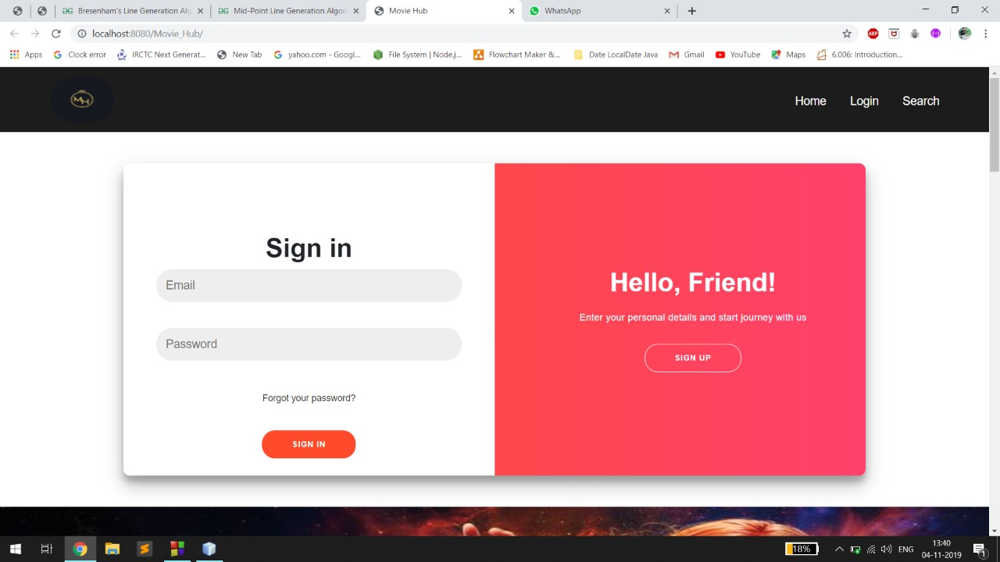 Bresenham's Line Generation Alg
Mid-Point Line Generation Algor
Movie Hub
WhatsApp
localhost:8080/Movie_Hub/
ABP
Apps
Clock error
IRCTC Next Generat...
New Tab
yahoo.com - Googl...
File System | Node.j...
Flowchart Maker &...
Date LocalDate Java
Gmail
YouTube
Maps
6.006: Introduction...
MH
Home
Login
Search
Sign in
Email
Password
Forgot your password?
SIGN IN
Hello, Friend!
Enter your personal details and start journey with us
SIGN UP
18%
ENG
13:40
04-11-2019
1